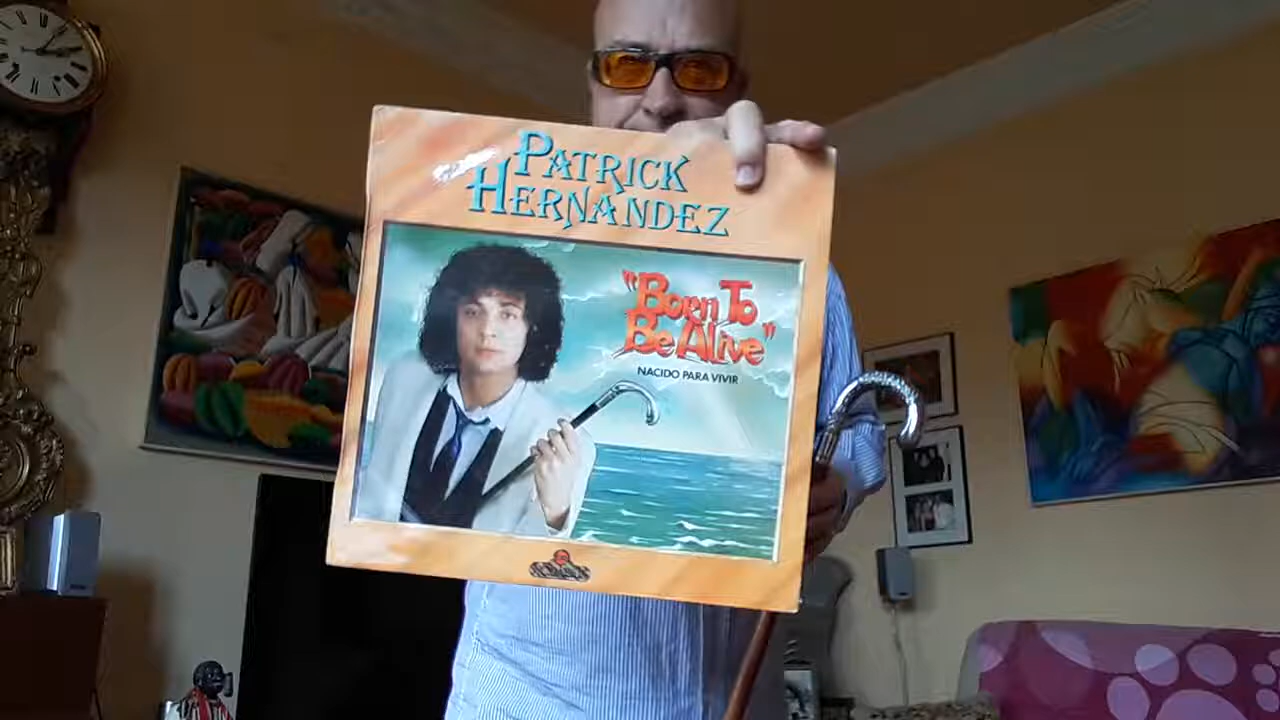 PATRICK
HERNANDEZ
"BORN TO
BE ALIVE"
NACIDO PARA VIVIR